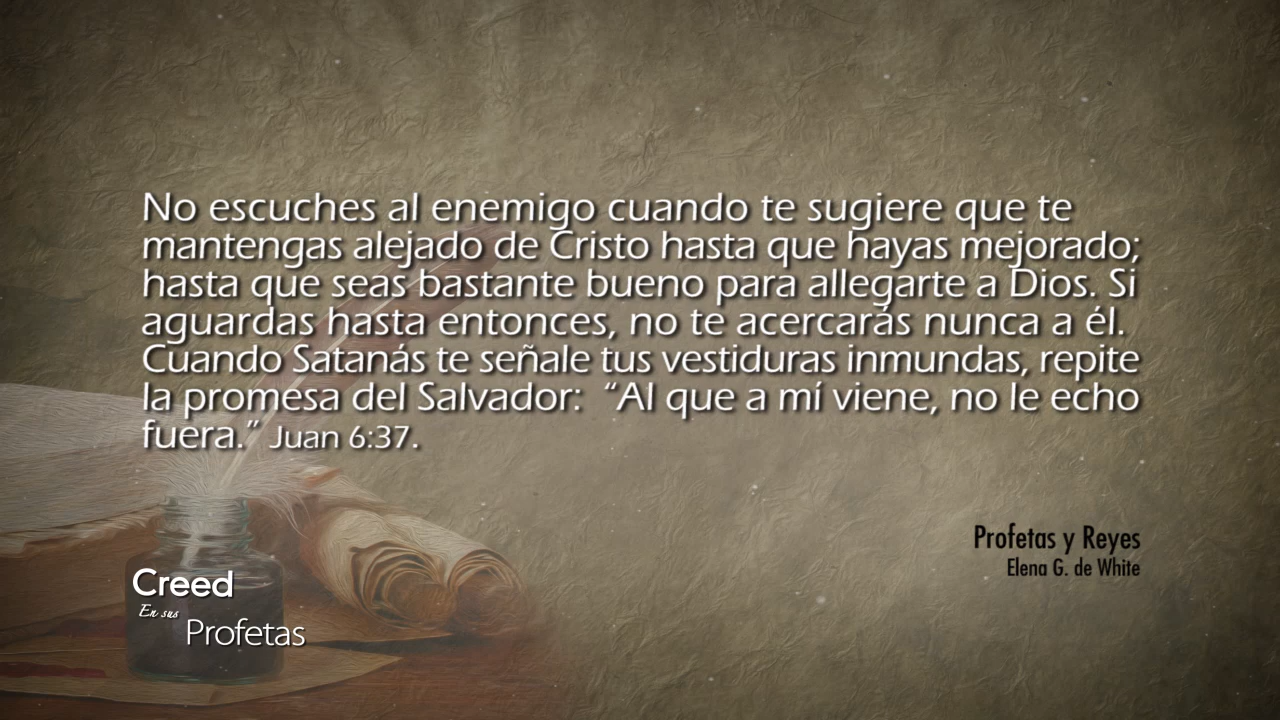 No escuches al enemigo cuando te sugiere que te
mantengas alejado de Cristo hasta que hayas mejorado;
hasta que seas bastante bueno para allegarte a Dios. Si
aguardas hasta entonces, no te acercarás nunca a él.
Cuando Satanás te señale tus vestiduras inmundas, repite
la promesa del Salvador: “Al que a mí viene, no le echo
fuera.” Juan 6:37.
Profetas y Reyes
Elena G. de White
Creed
En sus
Profetas